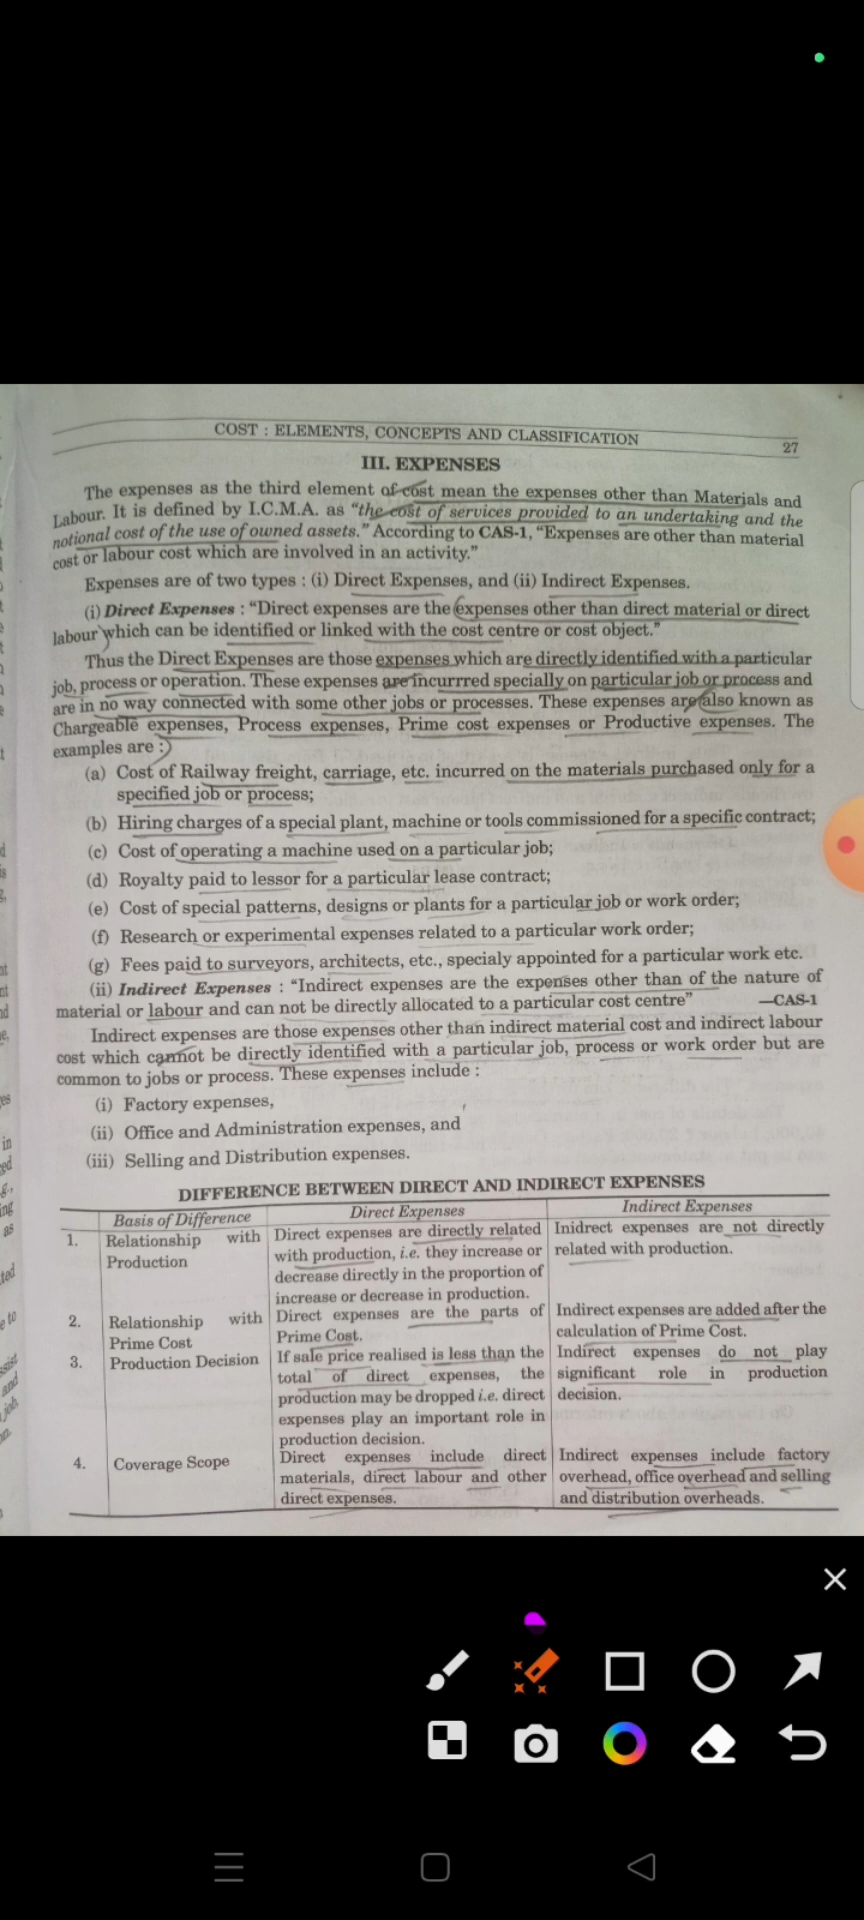 COST : ELEMENTS, CONCEPTS AND CLASSIFICATION
27
III. EXPENSES
The expenses as the third element of cost mean the expenses other than Materials and
Labour. It is defined by I.C.M.A. as “the cost of services provided to an undertaking and the
notional cost of the use of owned assets.” According to CAS-1, “Expenses are other than material
cost or labour cost which are involved in an activity.”
Expenses are of two types : (i) Direct Expenses, and (ii) Indirect Expenses.
(i) Direct Expenses : “Direct expenses are the expenses other than direct material or direct
labour which can be identified or linked with the cost centre or cost object.”
Thus the Direct Expenses are those expenses which are directly identified with a particular
job, process or operation. These expenses are incurrred specially on particular job or process and
are in no way connected with some other jobs or processes. These expenses are also known as
Chargeable expenses, Process expenses, Prime cost expenses or Productive expenses. The
examples are :
(a) Cost of Railway freight, carriage, etc. incurred on the materials purchased only for a
specified job or process;
(b) Hiring charges of a special plant, machine or tools commissioned for a specific contract;
(c) Cost of operating a machine used on a particular job;
(d) Royalty paid to lessor for a particular lease contract;
(e) Cost of special patterns, designs or plants for a particular job or work order;
(f) Research or experimental expenses related to a particular work order;
(g) Fees paid to surveyors, architects, etc., specialy appointed for a particular work etc.
(ii) Indirect Expenses : “Indirect expenses are the expenses other than of the nature of
material or labour and can not be directly allocated to a particular cost centre” —CAS-1
Indirect expenses are those expenses other than indirect material cost and indirect labour
cost which cannot be directly identified with a particular job, process or work order but are
common to jobs or process. These expenses include :
(i) Factory expenses,
(ii) Office and Administration expenses, and
(iii) Selling and Distribution expenses.
DIFFERENCE BETWEEN DIRECT AND INDIRECT EXPENSES
Basis of Difference Direct Expenses Indirect Expenses
1. Relationship with Direct expenses are directly related Inidrect expenses are not directly
Production with production, i.e. they increase or related with production.
decrease directly in the proportion of
increase or decrease in production.
2. Relationship with Direct expenses are the parts of Indirect expenses are added after the
Prime Cost Prime Cost. calculation of Prime Cost.
3. Production Decision If sale price realised is less than the Indirect expenses do not play
total of direct expenses, the significant role in production
production may be dropped i.e. direct decision.
expenses play an important role in
production decision.
4. Coverage Scope Direct expenses include direct Indirect expenses include factory
materials, direct labour and other overhead, office overhead and selling
direct expenses. and distribution overheads.